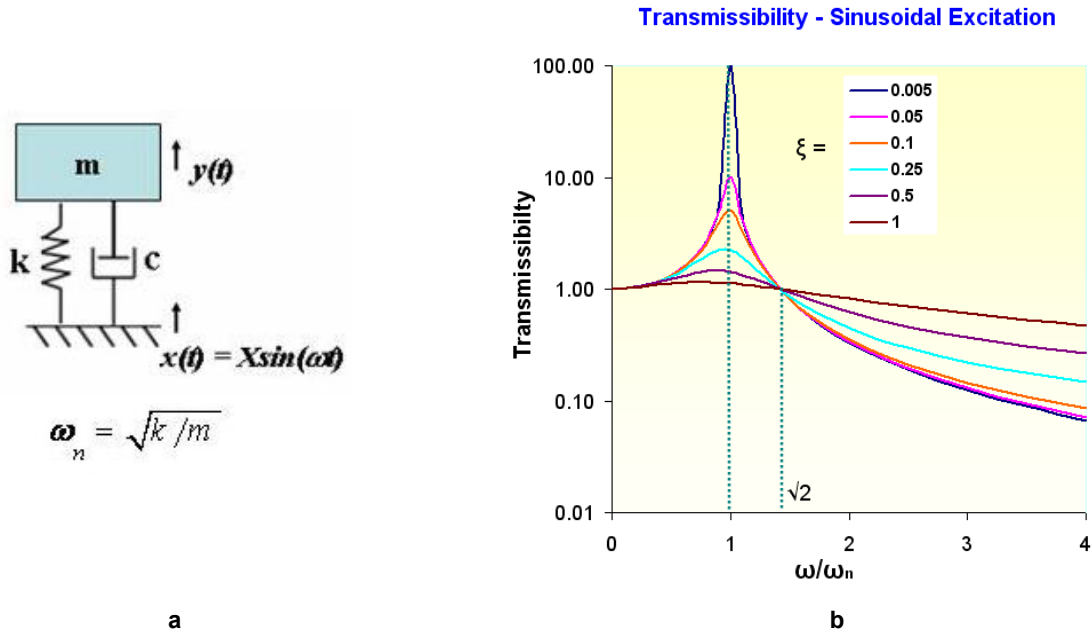 Transmissibility - Sinusoidal Excitation
m
y(t)
k
c
x(t) = Xsin(ωt)
ωn = √k/m
a
Transmissibilty
100.00
10.00
1.00
0.10
0.01
ξ =
0.005
0.05
0.1
0.25
0.5
1
√2
0
1
2
3
4
ω/ωn
b